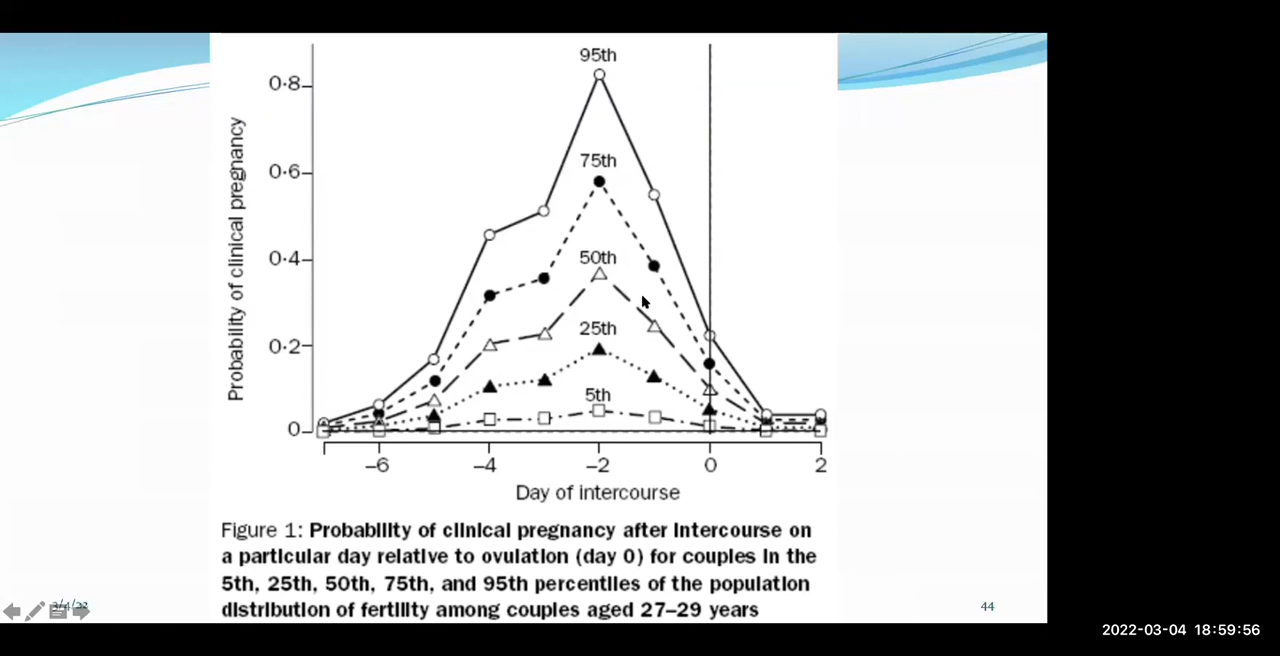 95th
0·8
75th
0·6
Probability of clinical pregnancy
50th
0·4
25th
0·2
5th
0
–6
–4
–2
0
2
Day of intercourse
Figure 1: Probability of clinical pregnancy after intercourse on
a particular day relative to ovulation (day 0) for couples in the
5th, 25th, 50th, 75th, and 95th percentiles of the population
distribution of fertility among couples aged 27–29 years
3/4/22
44
2022-03-04 18:59:56